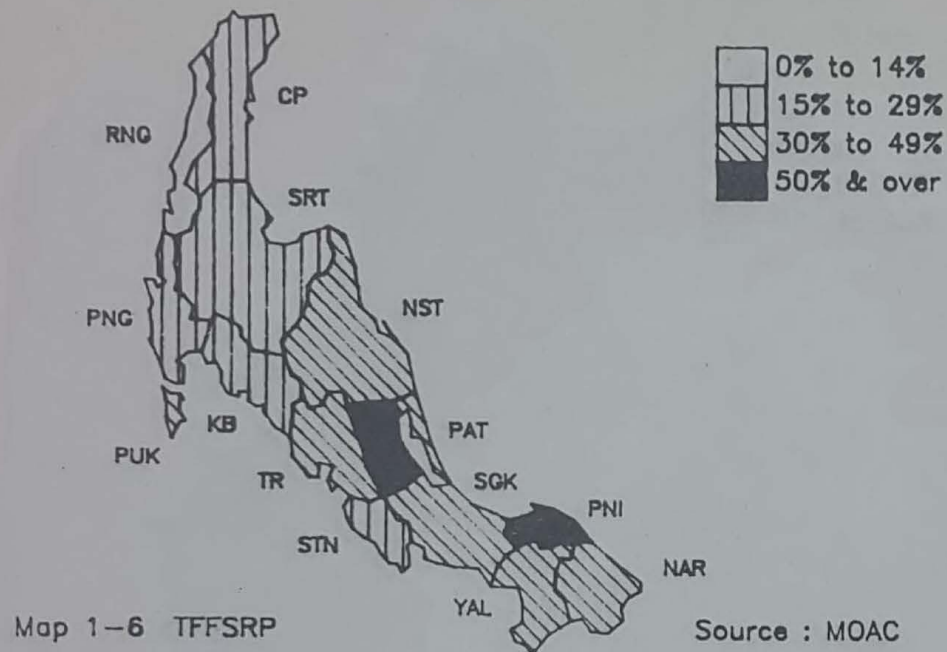 0% to 14%
15% to 29%
30% to 49%
50% & over
CP
RNG
SRT
NST
PNG
KB
PUK
PAT
TR
SGK
PNI
STN
NAR
YAL
Map 1-6 TFFSRP
Source : MOAC